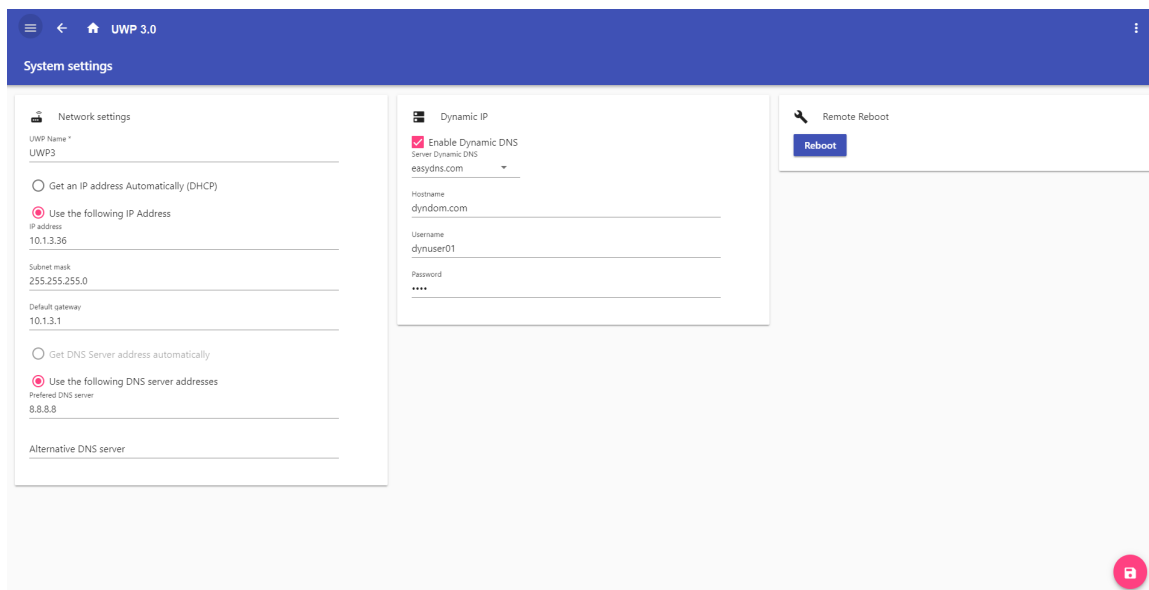 UWP 3.0
System settings
Network settings
UWP Name *
UWP3
Get an IP address Automatically (DHCP)
Use the following IP Address
IP address
10.1.3.36
Subnet mask
255.255.255.0
Default gateway
10.1.3.1
Get DNS Server address automatically
Use the following DNS server addresses
Prefered DNS server
8.8.8.8
Alternative DNS server
Dynamic IP
Enable Dynamic DNS
Server Dynamic DNS
easydns.com
Hostname
dyndom.com
Username
dynuser01
Password
••••
Remote Reboot
Reboot